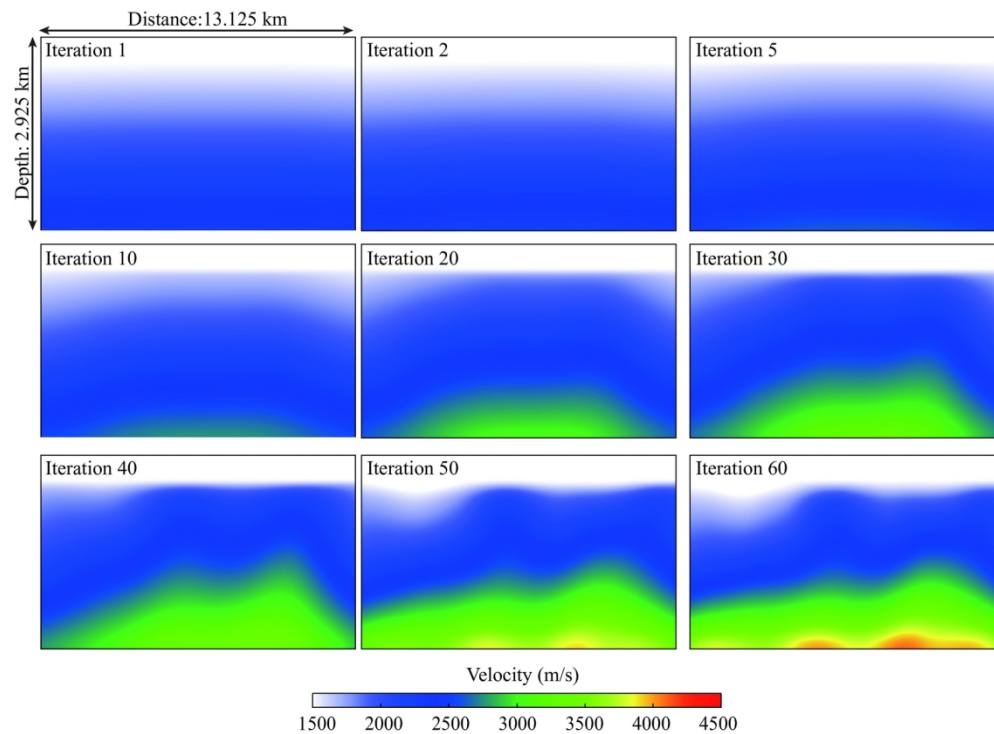 Distance:13.125 km
Depth: 2.925 km
Iteration 1
Iteration 2
Iteration 5
Iteration 10
Iteration 20
Iteration 30
Iteration 40
Iteration 50
Iteration 60
Velocity (m/s)
1500 2000 2500 3000 3500 4000 4500